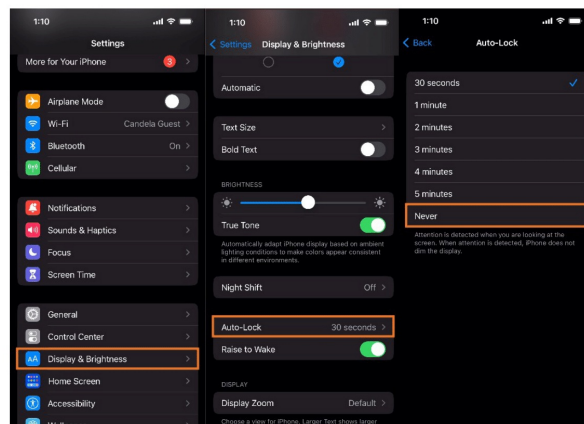 1:10
Settings
More for Your iPhone 3
Airplane Mode
Wi-Fi Candela Guest
Bluetooth On
Cellular
Notifications
Sounds & Haptics
Focus
Screen Time
General
Control Center
AA Display & Brightness
Home Screen
Accessibility
1:10
Settings Display & Brightness
Automatic
Text Size
Bold Text
BRIGHTNESS
True Tone
Automatically adapt iPhone display based on ambient
lighting conditions to make colors appear consistent
in different environments.
Night Shift Off
Auto-Lock 30 seconds
Raise to Wake
DISPLAY
Display Zoom Default
Choose a view for iPhone. Larger Text shows larger
1:10
Back Auto-Lock
30 seconds
1 minute
2 minutes
3 minutes
4 minutes
5 minutes
Never
Attention is detected when you are looking at the
screen. When attention is detected, iPhone does not
dim the display.